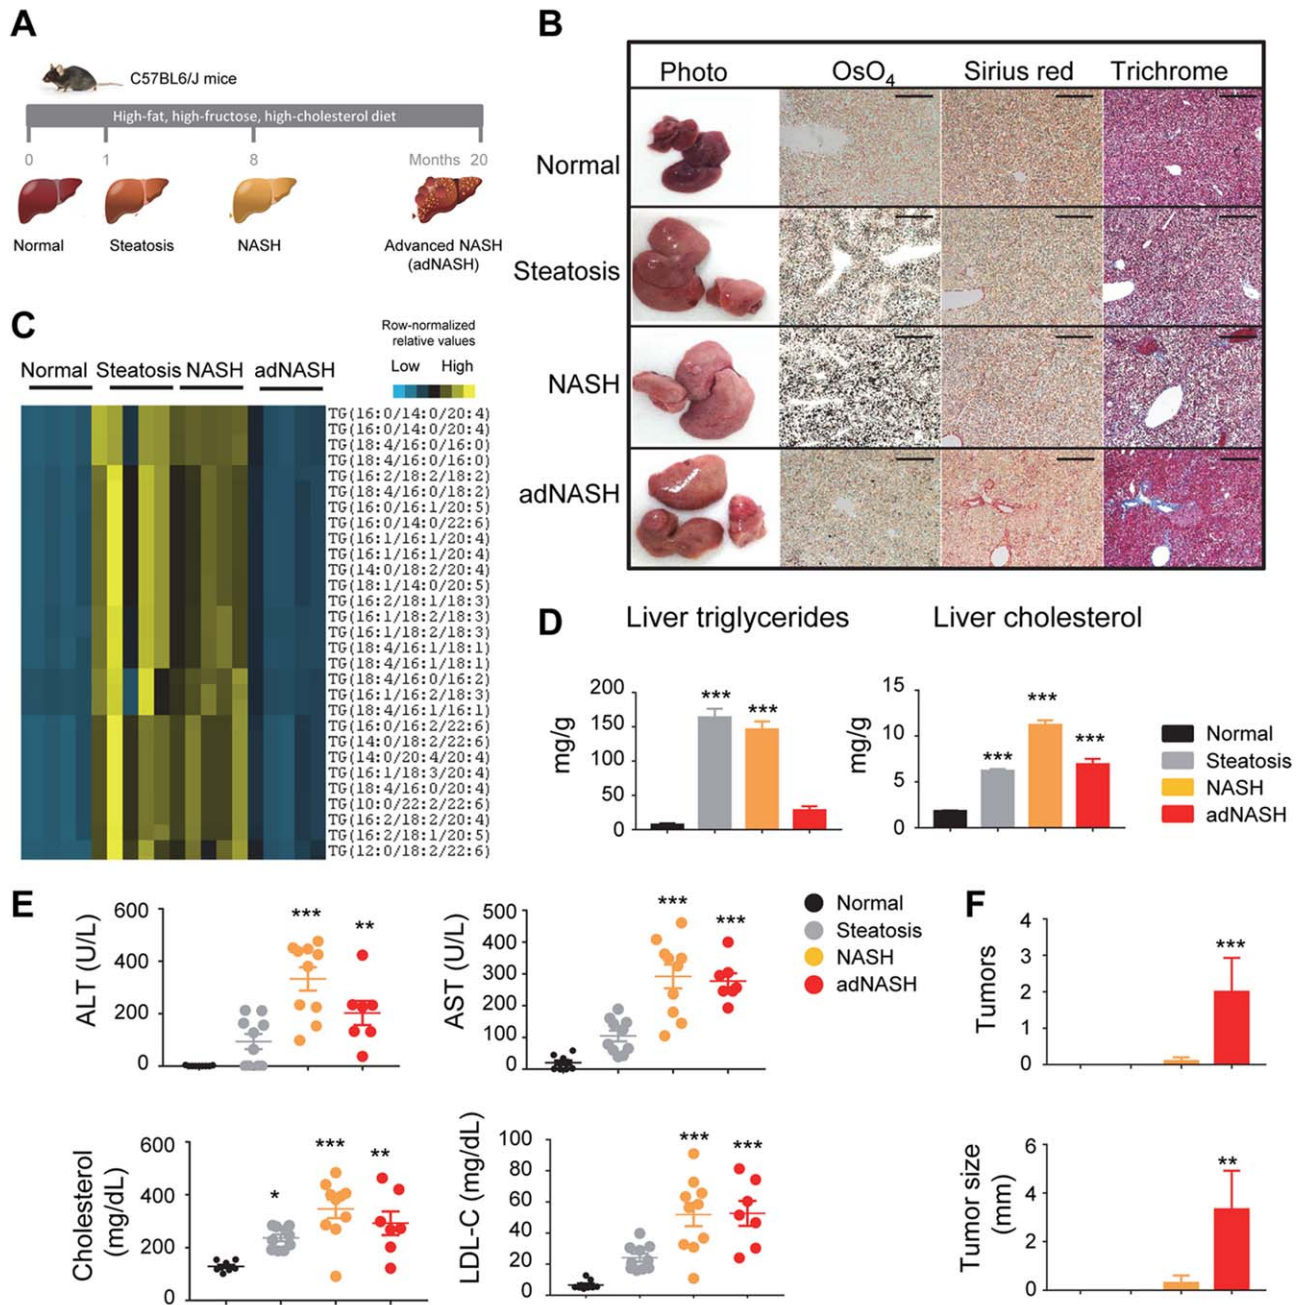 A
C57BL6/J mice
High-fat, high-fructose, high-cholesterol diet
0 1 8 Months 20
Normal Steatosis NASH Advanced NASH
(adNASH)
B
Photo OsO4 Sirius red Trichrome
Normal
Steatosis
NASH
adNASH
C
Row-normalized
relative values
Low High
Normal Steatosis NASH adNASH
TG(16:0/14:0/20:4)
TG(16:0/14:0/20:4)
TG(18:4/16:0/16:0)
TG(18:4/16:0/16:0)
TG(16:2/18:2/18:2)
TG(18:4/16:0/18:2)
TG(16:0/16:1/20:5)
TG(16:0/14:0/22:6)
TG(16:1/16:1/20:4)
TG(16:1/16:1/20:4)
TG(14:0/18:2/20:4)
TG(18:1/14:0/20:5)
TG(16:2/18:1/18:3)
TG(16:1/18:2/18:3)
TG(16:1/18:2/18:3)
TG(18:4/16:1/18:1)
TG(18:4/16:1/18:1)
TG(18:4/16:0/16:2)
TG(16:1/16:2/18:3)
TG(18:4/16:1/16:1)
TG(16:0/16:2/22:6)
TG(14:0/18:2/22:6)
TG(14:0/20:4/20:4)
TG(16:1/18:3/20:4)
TG(18:4/16:0/20:4)
TG(10:0/22:2/22:6)
TG(16:2/18:2/20:4)
TG(16:2/18:1/20:5)
TG(12:0/18:2/22:6)
D
Liver triglycerides
mg/g
200
150
100
50
0
*** ***
Liver cholesterol
mg/g
15
10
5
0
*** *** ***
Normal
Steatosis
NASH
adNASH
E
ALT (U/L)
600
400
200
0
*** **
AST (U/L)
500
400
300
200
100
0
*** ***
Normal
Steatosis
NASH
adNASH
Cholesterol
(mg/dL)
600
400
200
0
* *** **
LDL-C (mg/dL)
100
80
60
40
20
0
*** ***
F
Tumors
4
3
2
1
0
***
Tumor size
(mm)
6
4
2
0
**